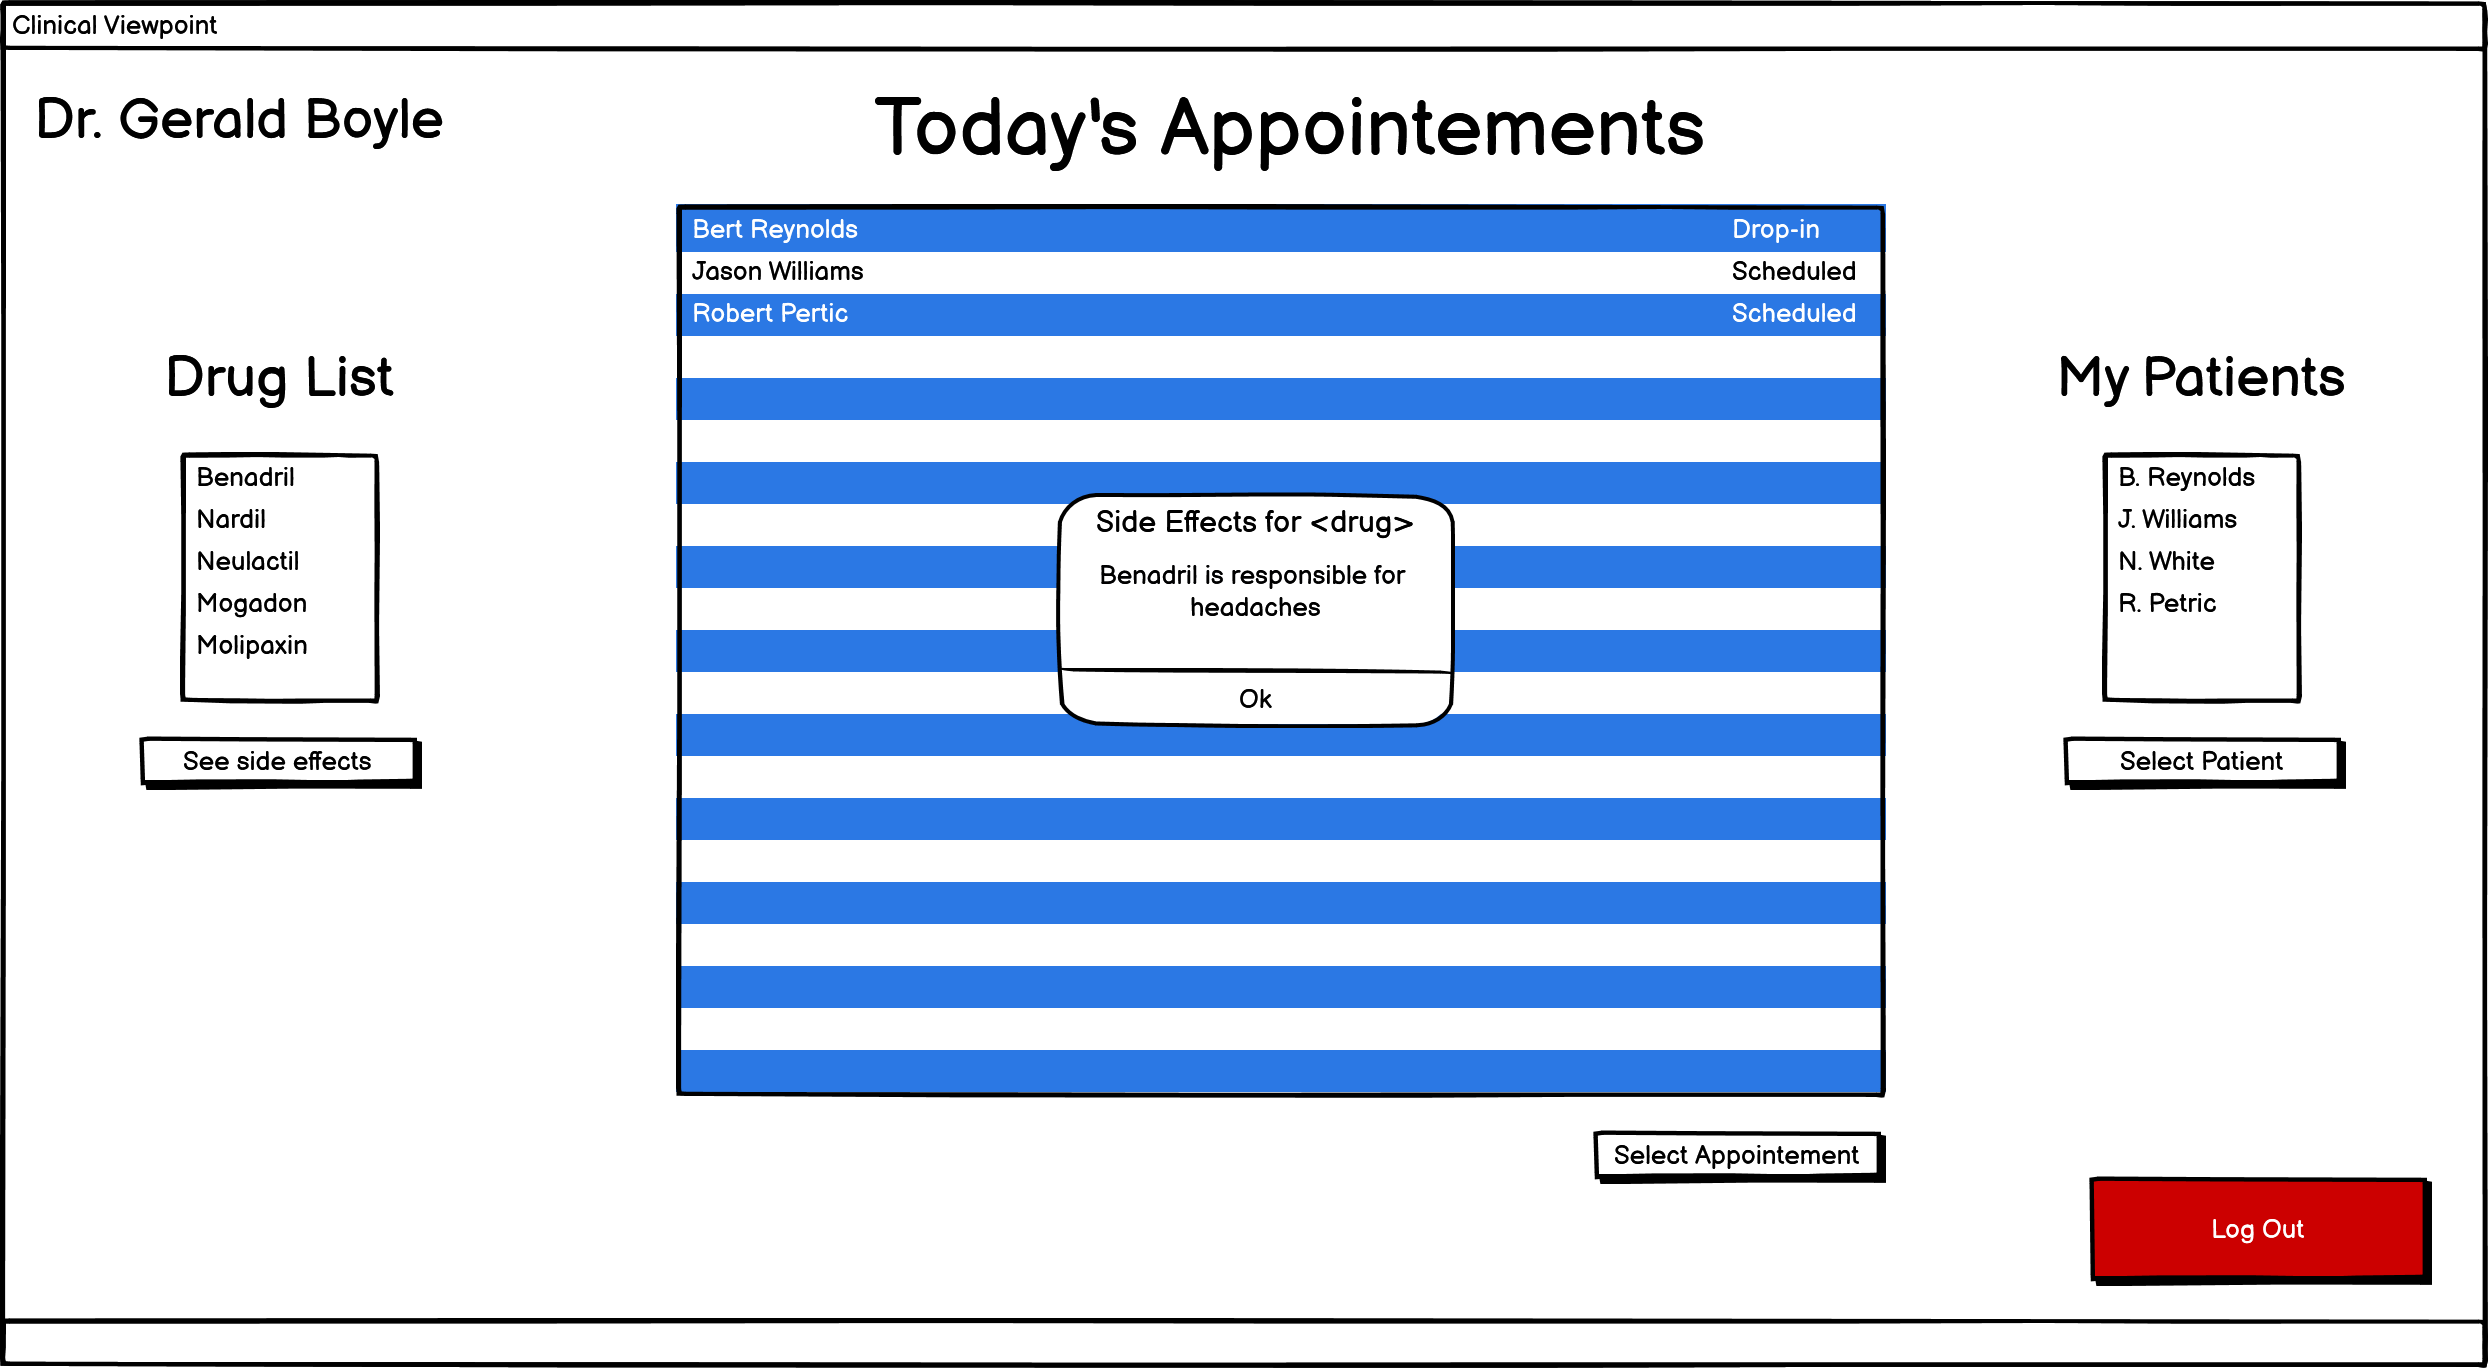 Clinical Viewpoint
Dr. Gerald Boyle
Today's Appointements
Bert Reynolds Drop-in
Jason Williams Scheduled
Robert Pertic Scheduled
Drug List
Benadril
Nardil
Neulactil
Mogadon
Molipaxin
See side effects
Side Effects for <drug>
Benadril is responsible for
headaches
Ok
My Patients
B. Reynolds
J. Williams
N. White
R. Petric
Select Patient
Select Appointement
Log Out